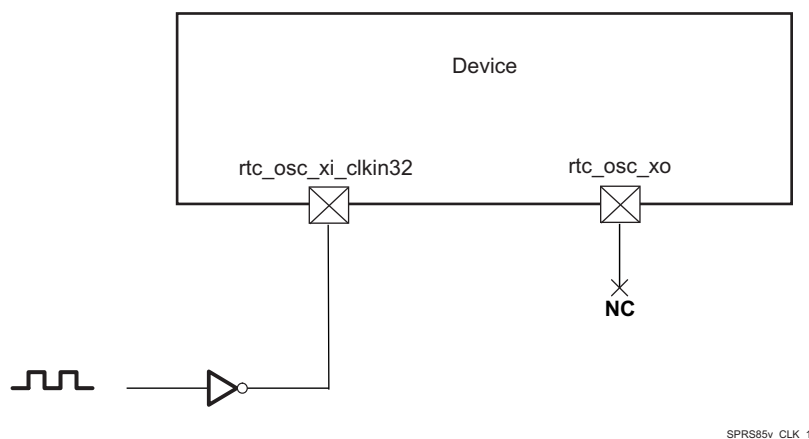 Device
rtc_osc_xi_clkin32
rtc_osc_xo
NC
SPRS85v_CLK_1